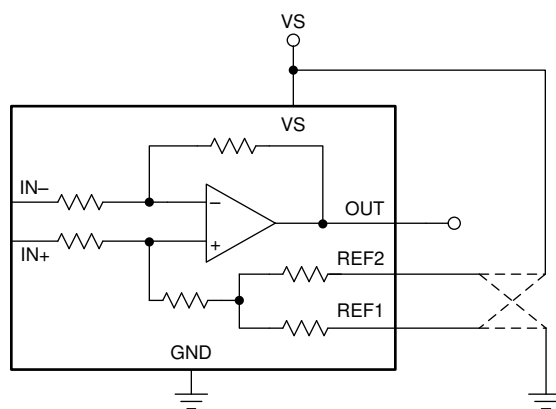 VS
VS
IN–
–
OUT
+
IN+
REF2
REF1
GND